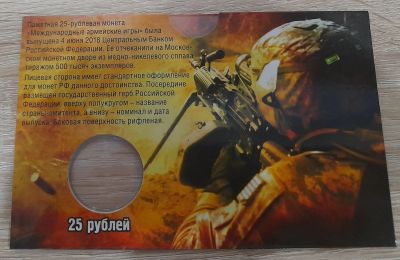 Памятная 25-рублевая монета
«Международные армейские игры» была
выпущена 4 июня 2018 Центральным Банком
Российской Федерации. Ее отчеканили на Москов-
ском монетном дворе из медно-никелевого сплава
тиражом 500 тысяч экземпляров.
Лицевая сторона имеет стандартное оформление
для монет РФ данного достоинства. Посередине
размещен государственный герб Российской
Федерации, вверху полукругом – название
страны-эмитента, а внизу – номинал и дата
выпуска. Боковая поверхность рифленая.
25 рублей